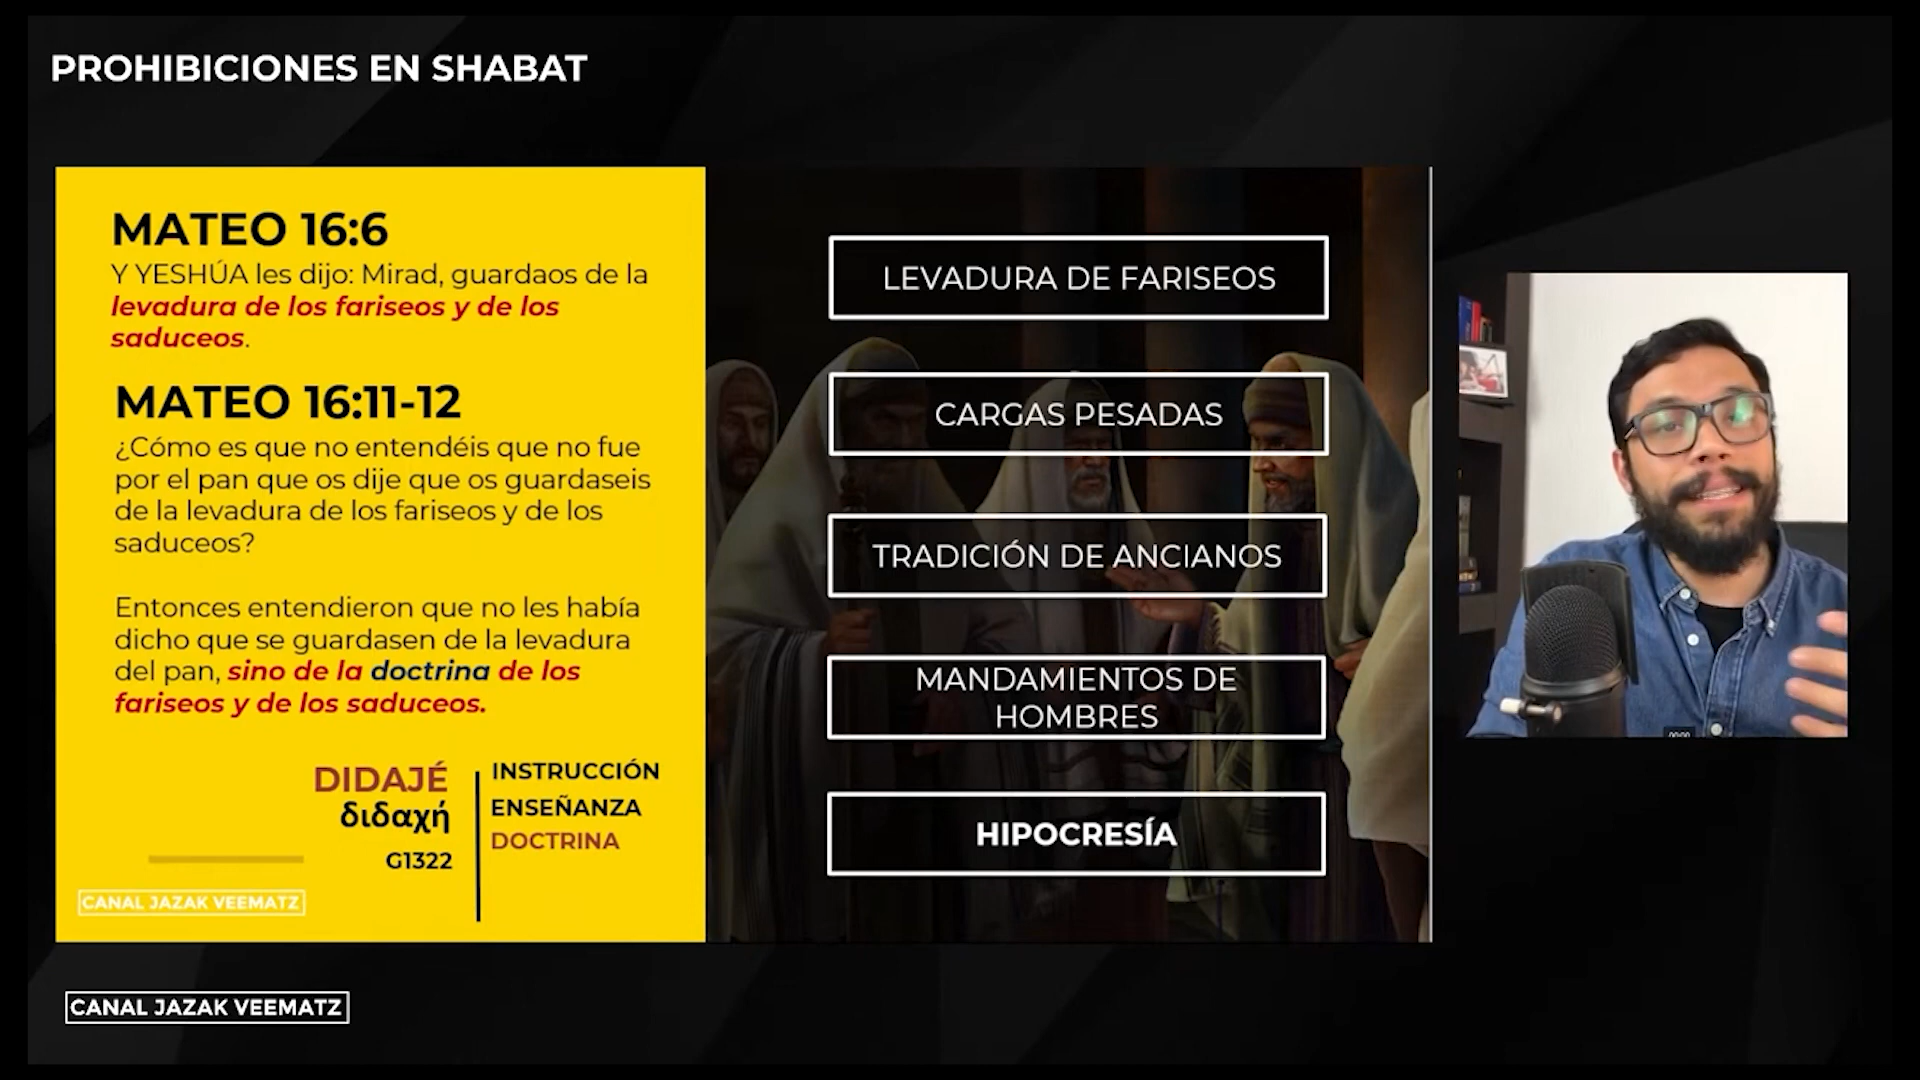 PROHIBICIONES EN SHABAT
MATEO 16:6
Y YESHÚA les dijo: Mirad, guardaos de la
levadura de los fariseos y de los
saduceos.
MATEO 16:11-12
¿Cómo es que no entendéis que no fue
por el pan que os dije que os guardaseis
de la levadura de los fariseos y de los
saduceos?
Entonces entendieron que no les había
dicho que se guardasen de la levadura
del pan, sino de la doctrina de los
fariseos y de los saduceos.
DIDAJÉ
διδαχή
G1322
INSTRUCCIÓN
ENSEÑANZA
DOCTRINA
CANAL JAZAK VEEMATZ
LEVADURA DE FARISEOS
CARGAS PESADAS
TRADICIÓN DE ANCIANOS
MANDAMIENTOS DE
HOMBRES
HIPOCRESÍA
CANAL JAZAK VEEMATZ